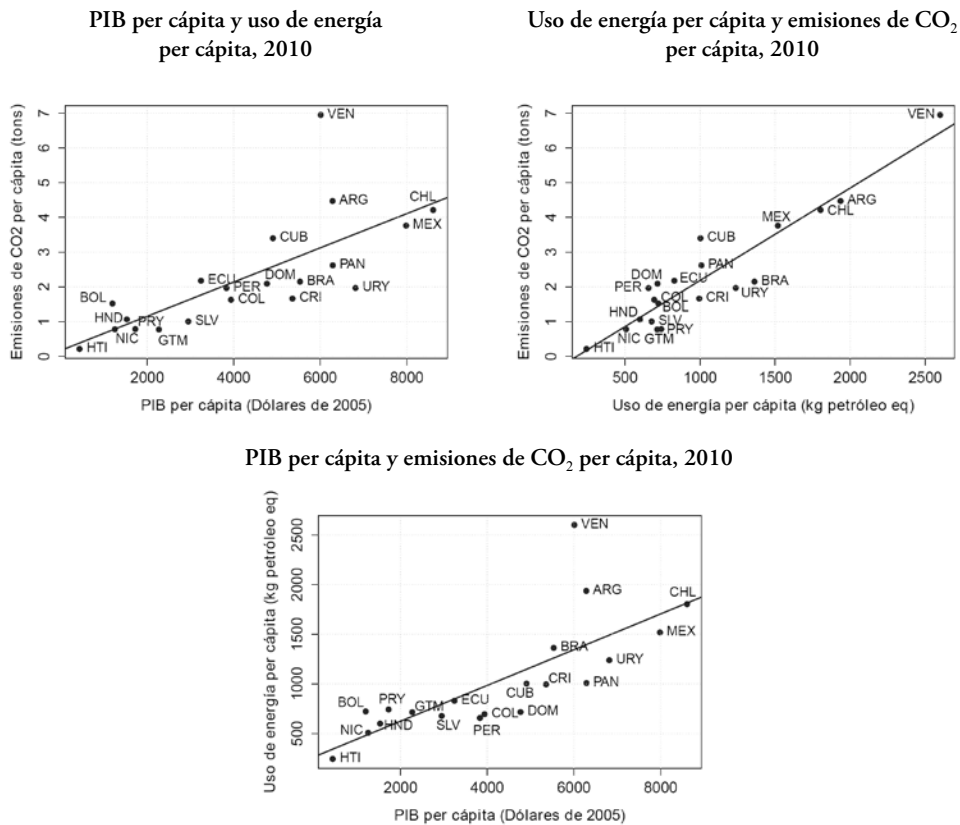 PIB per cápita y uso de energía
per cápita, 2010
Emisiones de CO2 per cápita (tons)
7
6
5
4
3
2
1
0
VEN
ARG
CHL
MEX
CUB
PAN
ECU
DOM
BRA
PER
URY
COL
CRI
BOL
HND
PRY
SLV
NIC
GTM
HTI
2000
4000
6000
8000
PIB per cápita (Dólares de 2005)
Uso de energía per cápita y emisiones de CO₂
per cápita, 2010
Emisiones de CO2 per cápita (tons)
7
6
5
4
3
2
1
0
VEN
ARG
CHL
MEX
CUB
PAN
DOM
ECU
BRA
PER
URY
COL
CRI
BOL
HND
SLV
NIC
GTM
PRY
HTI
500
1000
1500
2000
2500
Uso de energía per cápita (kg petróleo eq)
PIB per cápita y emisiones de CO₂ per cápita, 2010
Uso de energía per cápita (kg petróleo eq)
2500
2000
1500
1000
500
VEN
ARG
CHL
MEX
BRA
URY
CRI
PAN
CUB
ECU
PRY
BOL
GTM
COL
DOM
SLV
PER
NIC
HND
HTI
2000
4000
6000
8000
PIB per cápita (Dólares de 2005)